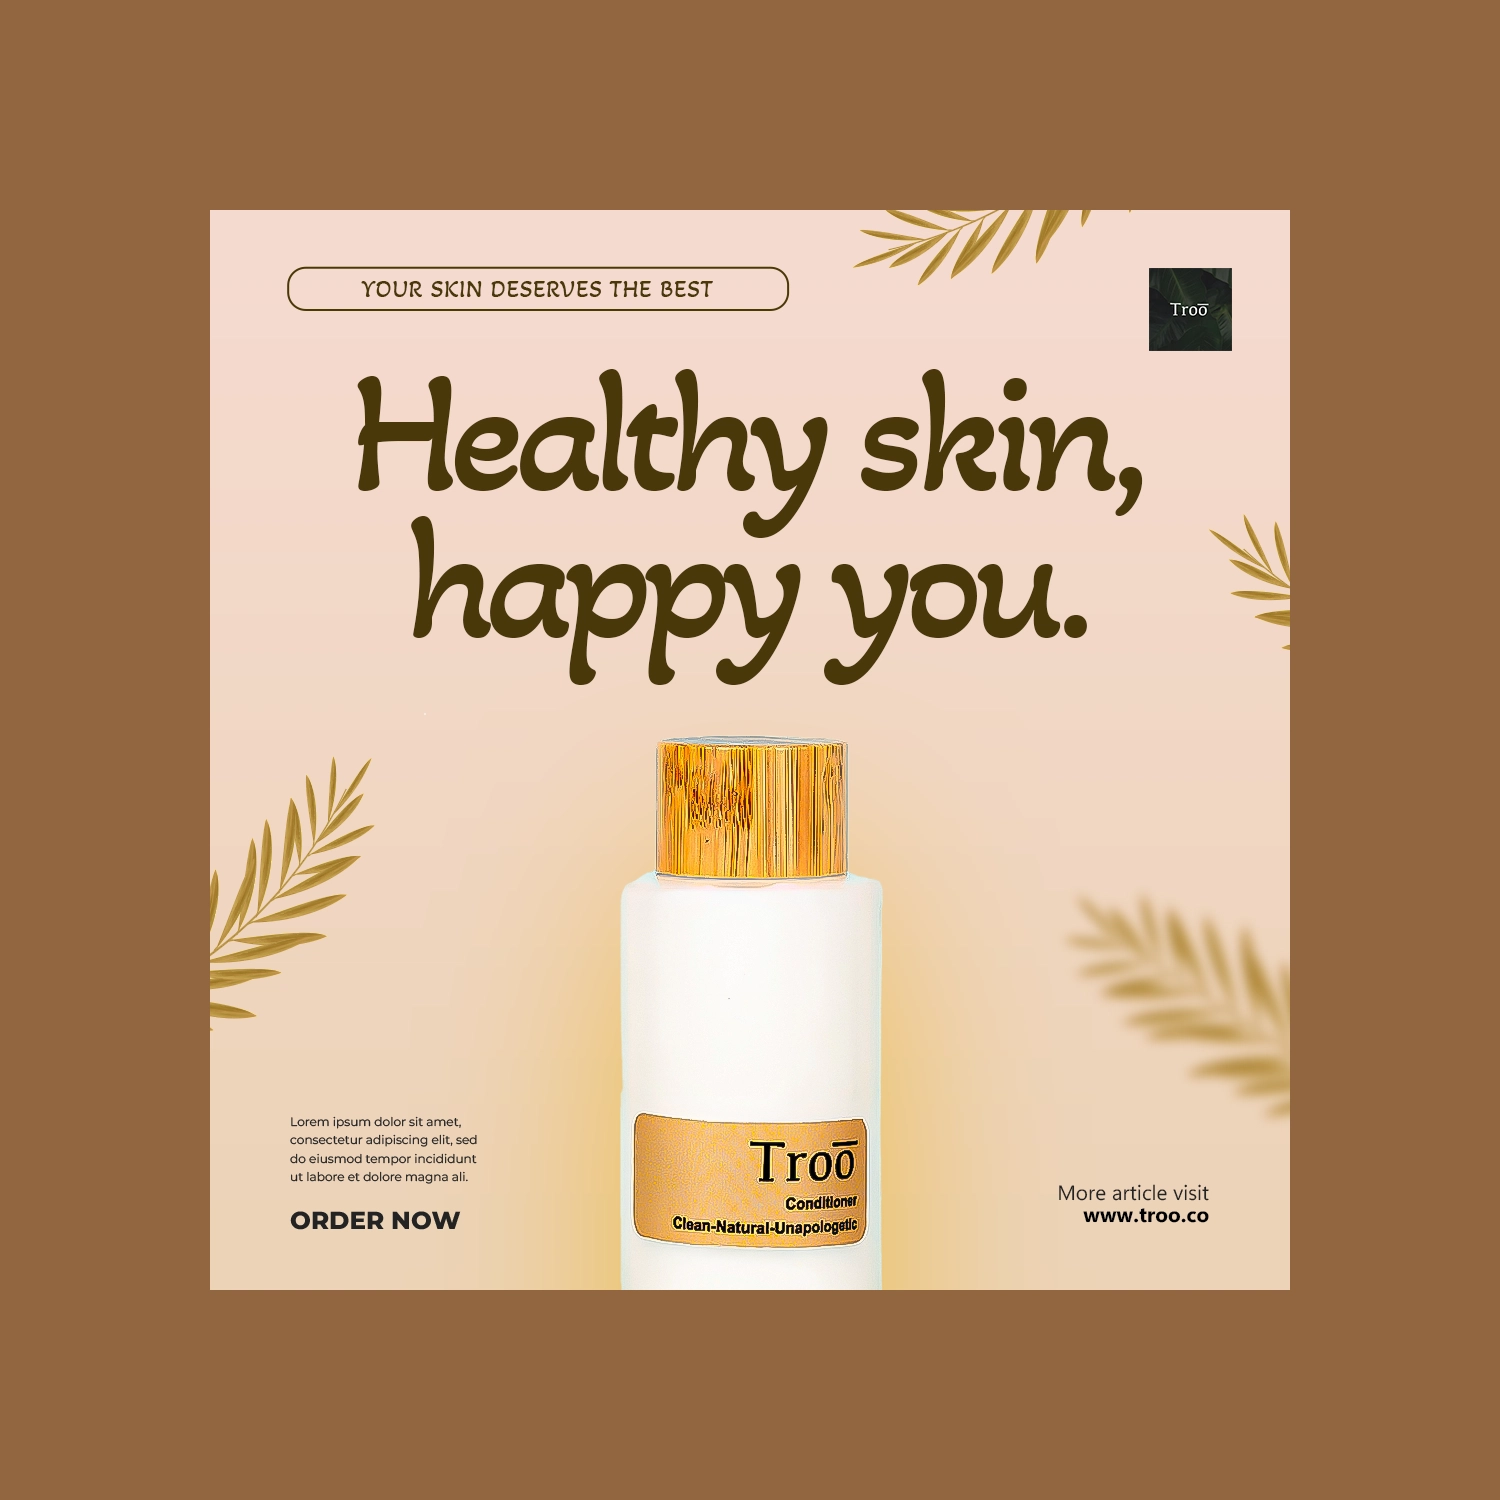 YOUR SKIN DESERVES THE BEST
Troō
Healthy skin,
happy you.
Troō
Conditioner
Clean-Natural-Unapologetic
Lorem ipsum dolor sit amet,
consectetur adipiscing elit, sed
do eiusmod tempor incididunt
ut labore et dolore magna ali.
ORDER NOW
More article visit
www.troo.co